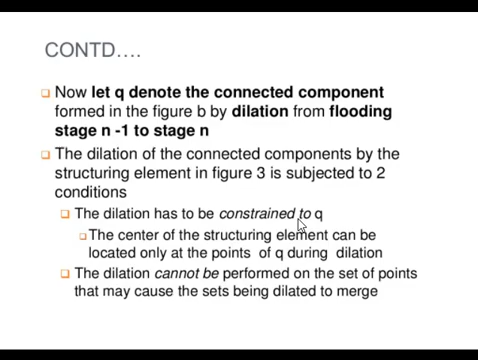 CONTD....
Now let q denote the connected component
formed in the figure b by dilation from flooding
stage n -1 to stage n
The dilation of the connected components by the
structuring element in figure 3 is subjected to 2
conditions
The dilation has to be constrained to q
The center of the structuring element can be
located only at the points of q during dilation
The dilation cannot be performed on the set of points
that may cause the sets being dilated to merge